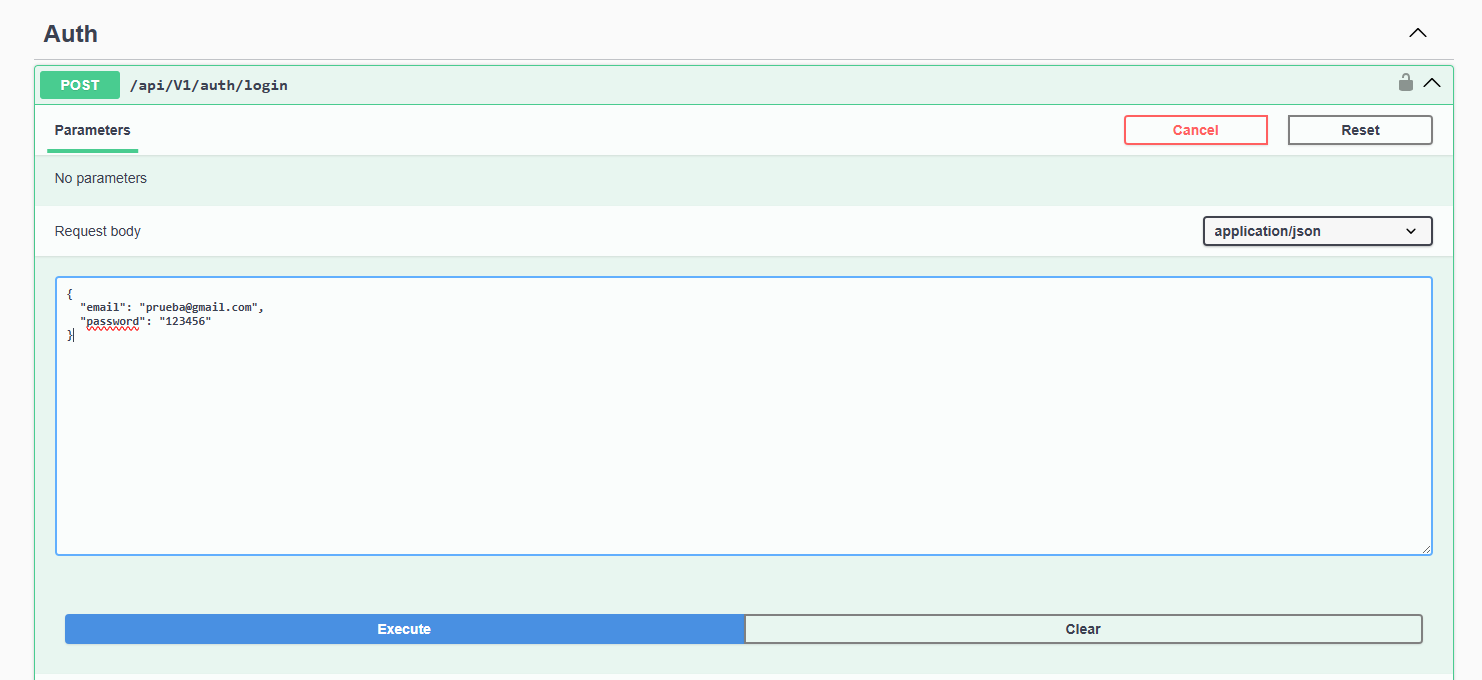 Auth
POST /api/V1/auth/login
Parameters
Cancel
Reset
No parameters
Request body
application/json
{
  "email": "prueba@gmail.com",
  "password": "123456"
}
Execute
Clear